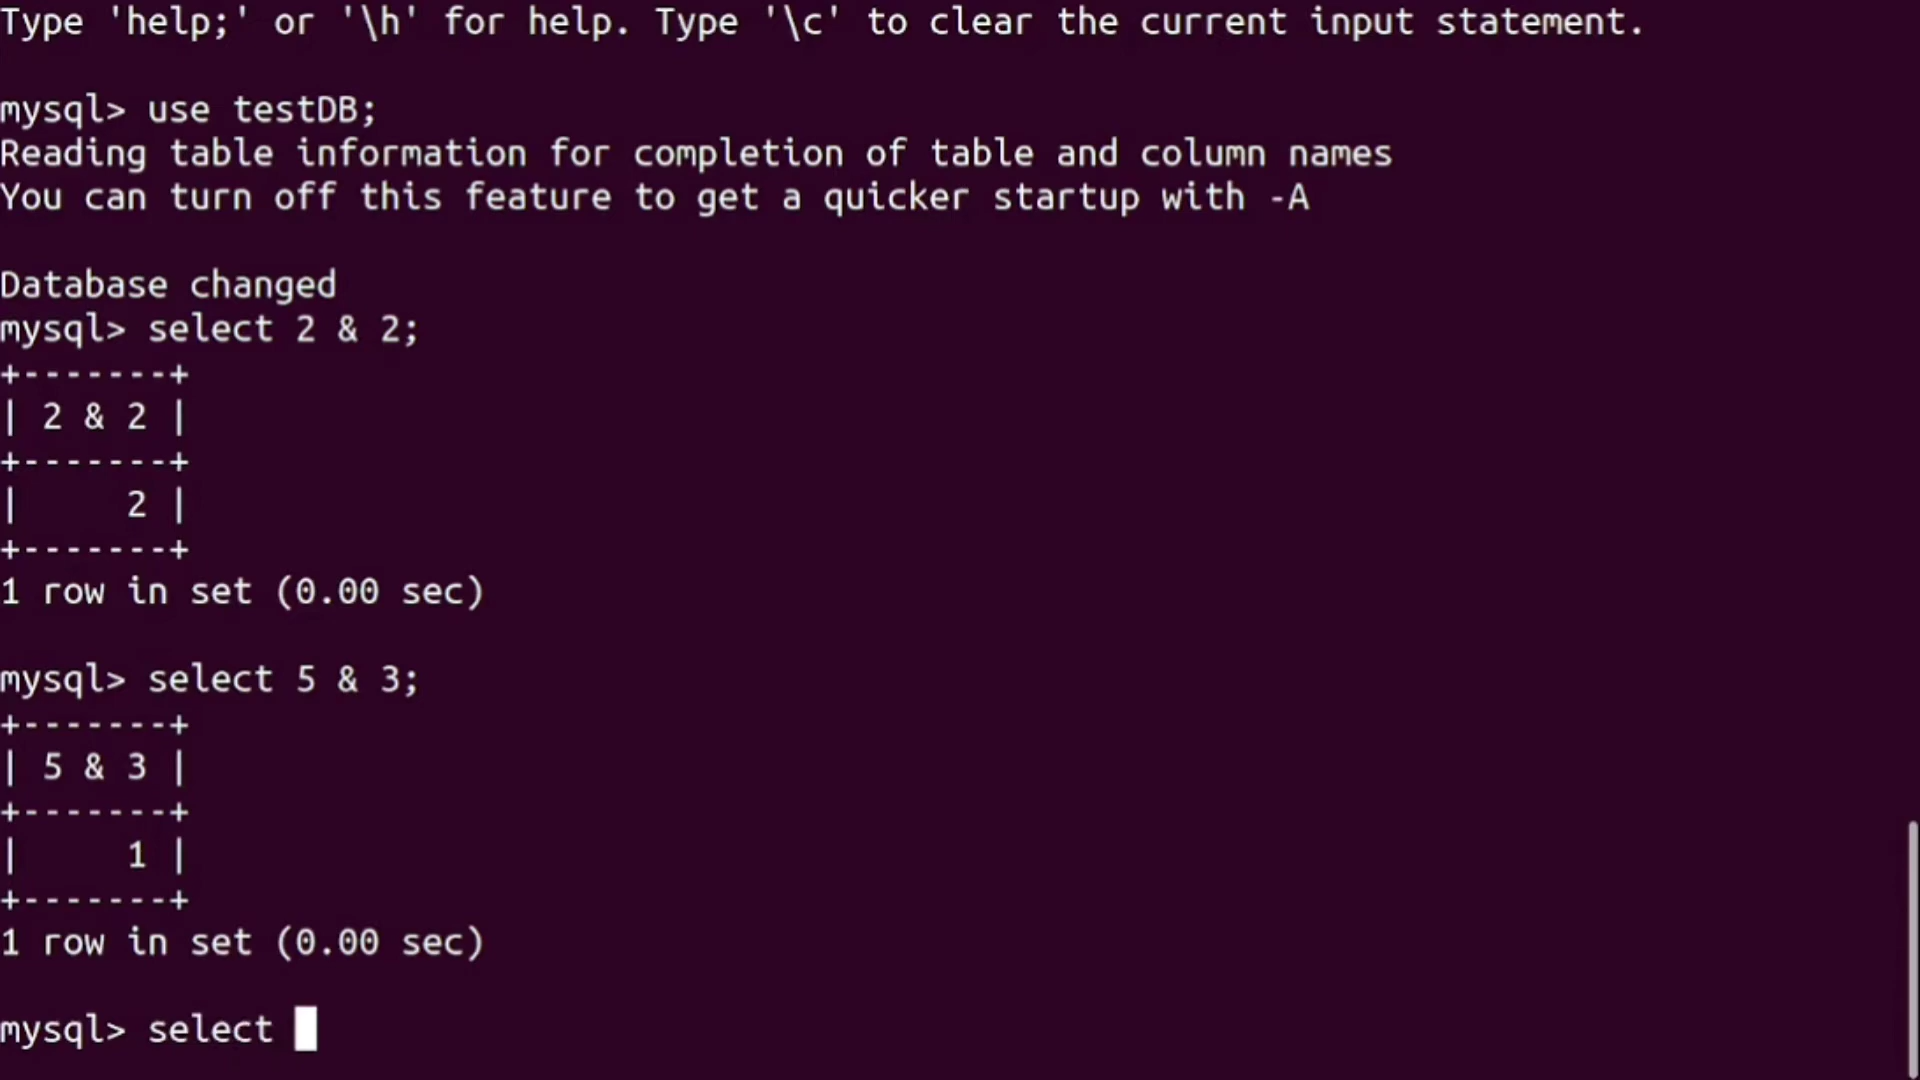 Type 'help;' or '\h' for help. Type '\c' to clear the current input statement.
mysql> use testDB;
Reading table information for completion of table and column names
You can turn off this feature to get a quicker startup with -A
Database changed
mysql> select 2 & 2;
+-------+
| 2 & 2 |
+-------+
|     2 |
+-------+
1 row in set (0.00 sec)
mysql> select 5 & 3;
+-------+
| 5 & 3 |
+-------+
|     1 |
+-------+
1 row in set (0.00 sec)
mysql> select